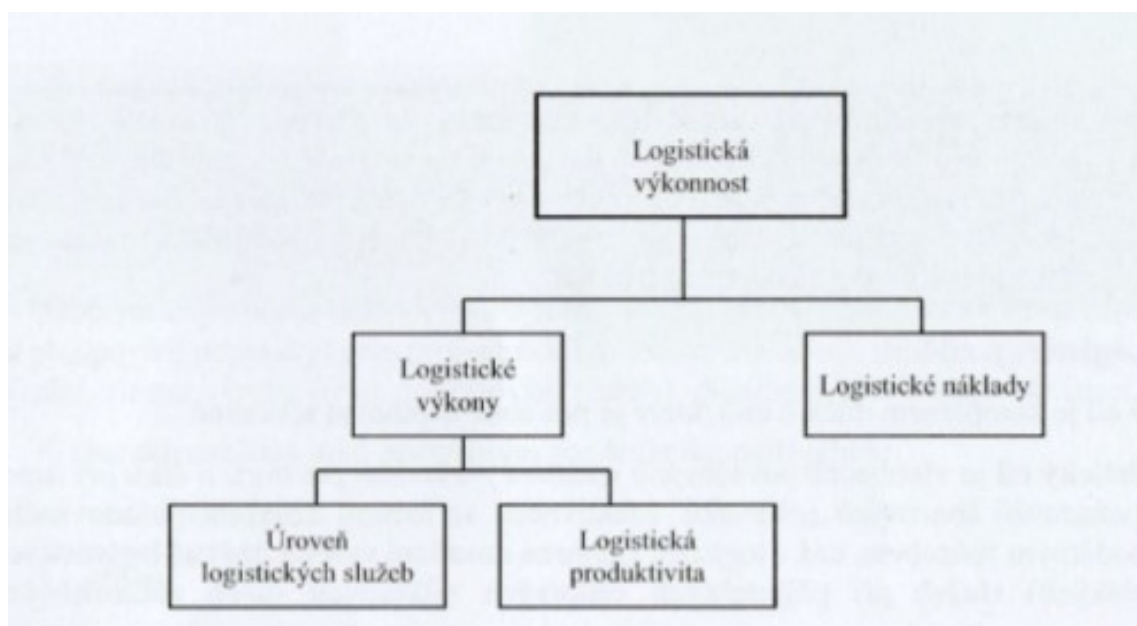 Logistická
výkonnost
Logistické
výkony
Logistické náklady
Úroveň
logistických služeb
Logistická
produktivita